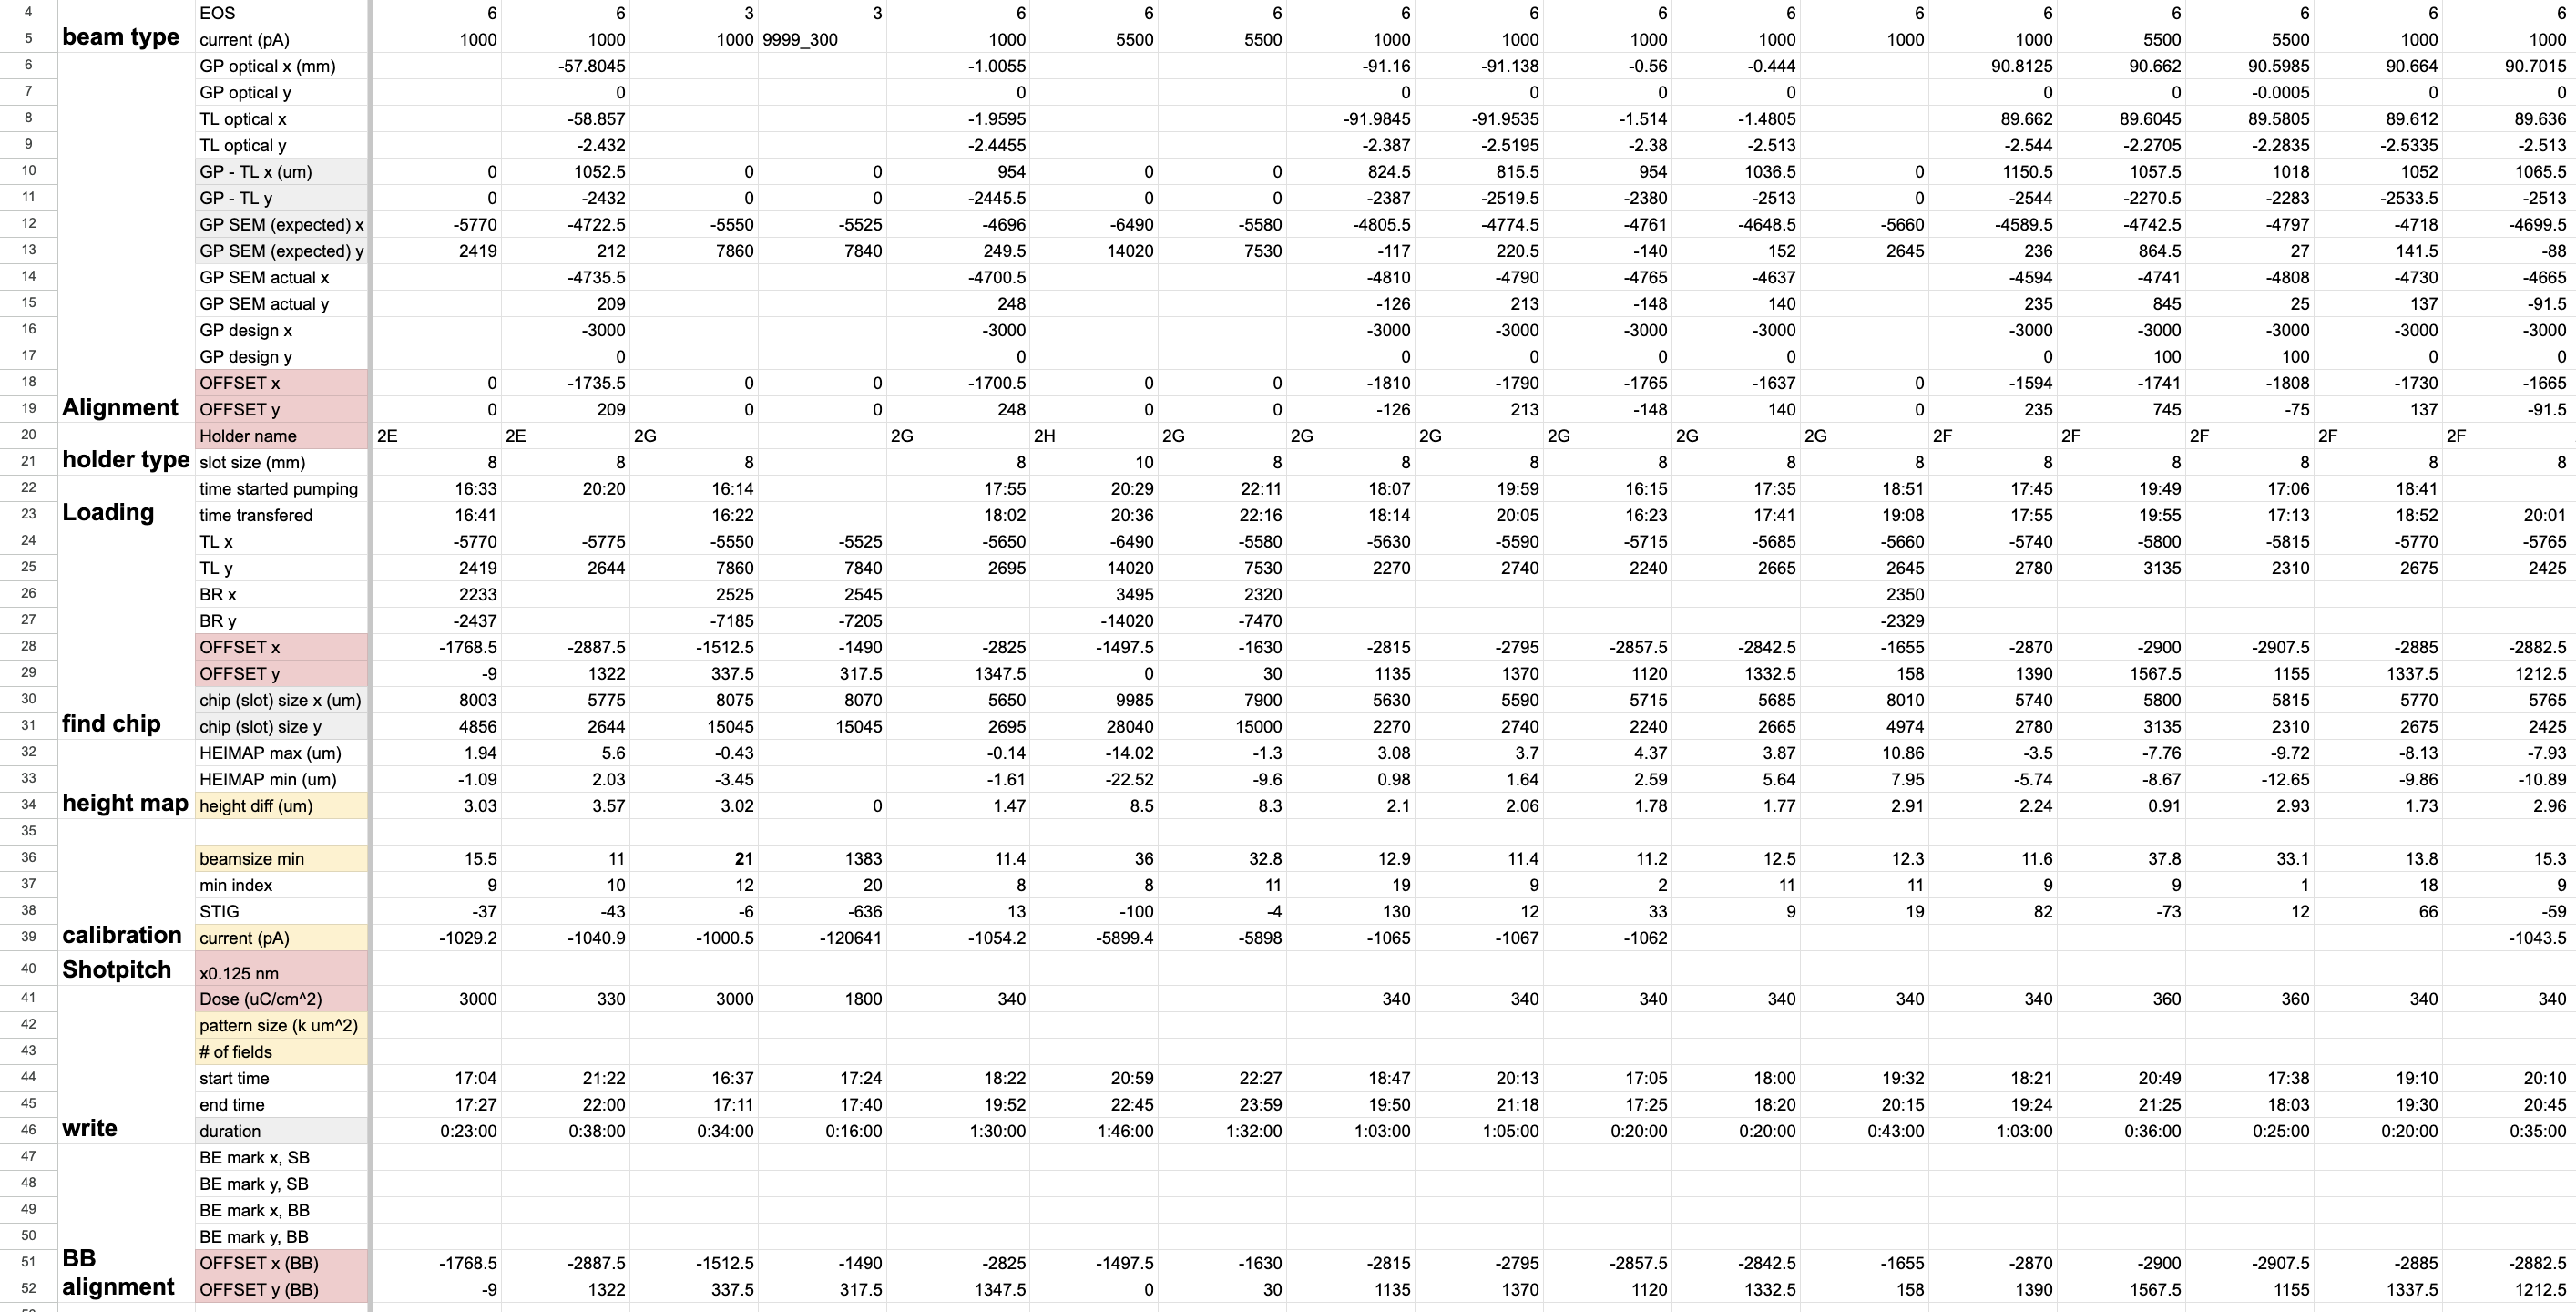 4 EOS 6 6 3 3 6 6 6 6 6 6 6 6 6 6 6 6 6
5 beam type current (pA) 1000 1000 1000 9999_300 1000 5500 5500 1000 1000 1000 1000 1000 1000 5500 5500 1000 1000
6 GP optical x (mm) -57.8045 -1.0055 -91.16 -91.138 -0.56 -0.444 90.8125 90.662 90.5985 90.664 90.7015
7 GP optical y 0 0 0 0 0 0 0 0 -0.0005 0 0
8 TL optical x -58.857 -1.9595 -91.9845 -91.9535 -1.514 -1.4805 89.662 89.6045 89.5805 89.612 89.636
9 TL optical y -2.432 -2.4455 -2.387 -2.5195 -2.38 -2.513 -2.544 -2.2705 -2.2835 -2.5335 -2.513
10 GP - TL x (um) 0 1052.5 0 0 954 0 0 824.5 815.5 954 1036.5 0 1150.5 1057.5 1018 1052 1065.5
11 GP - TL y 0 -2432 0 0 -2445.5 0 0 -2387 -2519.5 -2380 -2513 0 -2544 -2270.5 -2283 -2533.5 -2513
12 GP SEM (expected) x -5770 -4722.5 -5550 -5525 -4696 -6490 -5580 -4805.5 -4774.5 -4761 -4648.5 -5660 -4589.5 -4742.5 -4797 -4718 -4699.5
13 GP SEM (expected) y 2419 212 7860 7840 249.5 14020 7530 -117 220.5 -140 152 2645 236 864.5 27 141.5 -88
14 GP SEM actual x -4735.5 -4700.5 -4810 -4790 -4765 -4637 -4594 -4741 -4808 -4730 -4665
15 GP SEM actual y 209 248 -126 213 -148 140 235 845 25 137 -91.5
16 GP design x -3000 -3000 -3000 -3000 -3000 -3000 -3000 -3000 -3000 -3000 -3000
17 GP design y 0 0 0 0 0 0 0 100 100 0 0
18 OFFSET x 0 -1735.5 0 0 -1700.5 0 0 -1810 -1790 -1765 -1637 0 -1594 -1741 -1808 -1730 -1665
19 Alignment OFFSET y 0 209 0 0 248 0 0 -126 213 -148 140 0 235 745 -75 137 -91.5
20 Holder name 2E 2E 2G 2G 2H 2G 2G 2G 2G 2G 2G 2F 2F 2F 2F 2F
21 holder type slot size (mm) 8 8 8 8 10 8 8 8 8 8 8 8 8 8 8 8
22 time started pumping 16:33 20:20 16:14 17:55 20:29 22:11 18:07 19:59 16:15 17:35 18:51 17:45 19:49 17:06 18:41
23 Loading time transfered 16:41 16:22 18:02 20:36 22:16 18:14 20:05 16:23 17:41 19:08 17:55 19:55 17:13 18:52 20:01
24 TL x -5770 -5775 -5550 -5525 -5650 -6490 -5580 -5630 -5590 -5715 -5685 -5660 -5740 -5800 -5815 -5770 -5765
25 TL y 2419 2644 7860 7840 2695 14020 7530 2270 2740 2240 2665 2645 2780 3135 2310 2675 2425
26 BR x 2233 2525 2545 3495 2320 2350
27 BR y -2437 -7185 -7205 -14020 -7470 -2329
28 OFFSET x -1768.5 -2887.5 -1512.5 -1490 -2825 -1497.5 -1630 -2815 -2795 -2857.5 -2842.5 -1655 -2870 -2900 -2907.5 -2885 -2882.5
29 OFFSET y -9 1322 337.5 317.5 1347.5 0 30 1135 1370 1120 1332.5 158 1390 1567.5 1155 1337.5 1212.5
30 chip (slot) size x (um) 8003 5775 8075 8070 5650 9985 7900 5630 5590 5715 5685 8010 5740 5800 5815 5770 5765
31 find chip chip (slot) size y 4856 2644 15045 15045 2695 28040 15000 2270 2740 2240 2665 4974 2780 3135 2310 2675 2425
32 HEIMAP max (um) 1.94 5.6 -0.43 -0.14 -14.02 -1.3 3.08 3.7 4.37 3.87 10.86 -3.5 -7.76 -9.72 -8.13 -7.93
33 HEIMAP min (um) -1.09 2.03 -3.45 -1.61 -22.52 -9.6 0.98 1.64 2.59 5.64 7.95 -5.74 -8.67 -12.65 -9.86 -10.89
34 height map height diff (um) 3.03 3.57 3.02 0 1.47 8.5 8.3 2.1 2.06 1.78 1.77 2.91 2.24 0.91 2.93 1.73 2.96
35
36 beamsize min 15.5 11 21 1383 11.4 36 32.8 12.9 11.4 11.2 12.5 12.3 11.6 37.8 33.1 13.8 15.3
37 min index 9 10 12 20 8 8 11 19 9 2 11 11 9 9 1 18 9
38 STIG -37 -43 -6 -636 13 -100 -4 130 12 33 9 19 82 -73 12 66 -59
39 calibration current (pA) -1029.2 -1040.9 -1000.5 -120641 -1054.2 -5899.4 -5898 -1065 -1067 -1062 -1043.5
40 Shotpitch x0.125 nm
41 Dose (uC/cm^2) 3000 330 3000 1800 340 340 340 340 340 340 340 360 360 340 340
42 pattern size (k um^2)
43 # of fields
44 start time 17:04 21:22 16:37 17:24 18:22 20:59 22:27 18:47 20:13 17:05 18:00 19:32 18:21 20:49 17:38 19:10 20:10
45 end time 17:27 22:00 17:11 17:40 19:52 22:45 23:59 19:50 21:18 17:25 18:20 20:15 19:24 21:25 18:03 19:30 20:45
46 write duration 0:23:00 0:38:00 0:34:00 0:16:00 1:30:00 1:46:00 1:32:00 1:03:00 1:05:00 0:20:00 0:20:00 0:43:00 1:03:00 0:36:00 0:25:00 0:20:00 0:35:00
47 BE mark x, SB
48 BE mark y, SB
49 BE mark x, BB
50 BE mark y, BB
51 BB OFFSET x (BB) -1768.5 -2887.5 -1512.5 -1490 -2825 -1497.5 -1630 -2815 -2795 -2857.5 -2842.5 -1655 -2870 -2900 -2907.5 -2885 -2882.5
52 alignment OFFSET y (BB) -9 1322 337.5 317.5 1347.5 0 30 1135 1370 1120 1332.5 158 1390 1567.5 1155 1337.5 1212.5